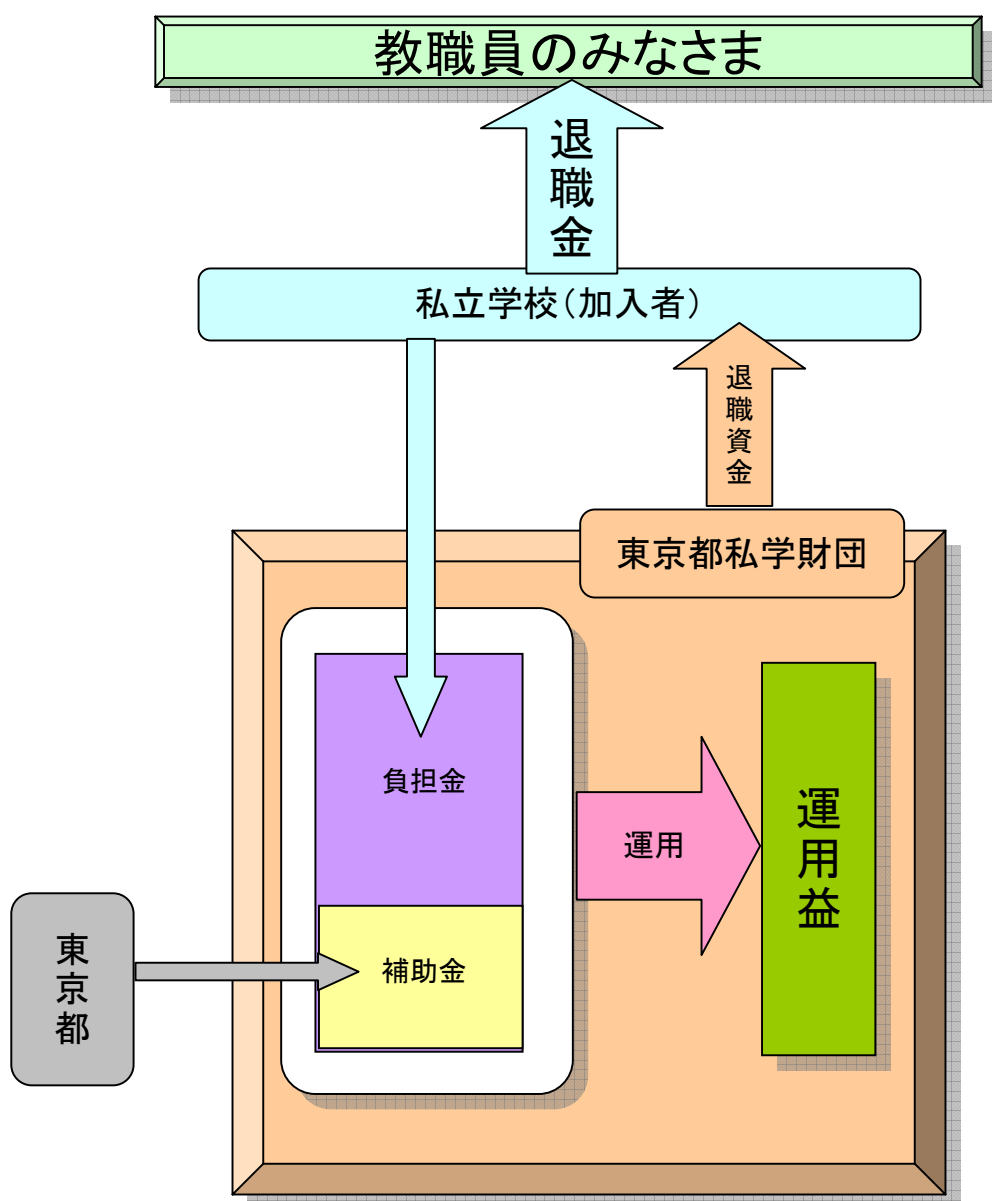 教職員のみなさま
退職金
私立学校(加入者)
退職資金
東京都私学財団
負担金
運用
運用益
東京都
補助金